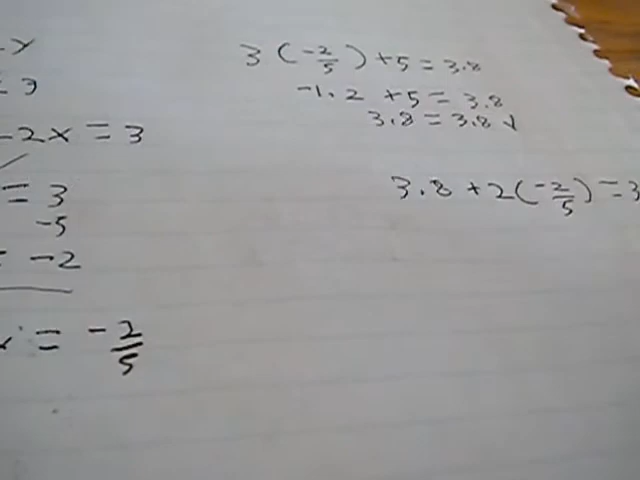 - y
= 3
- 2x = 3
= 3
-5
= -2
x = -2/5
3 (-2/5) + 5 = 3.8
-1.2 + 5 = 3.8
3.8 = 3.8 √
3.8 + 2(-2/5) = 3